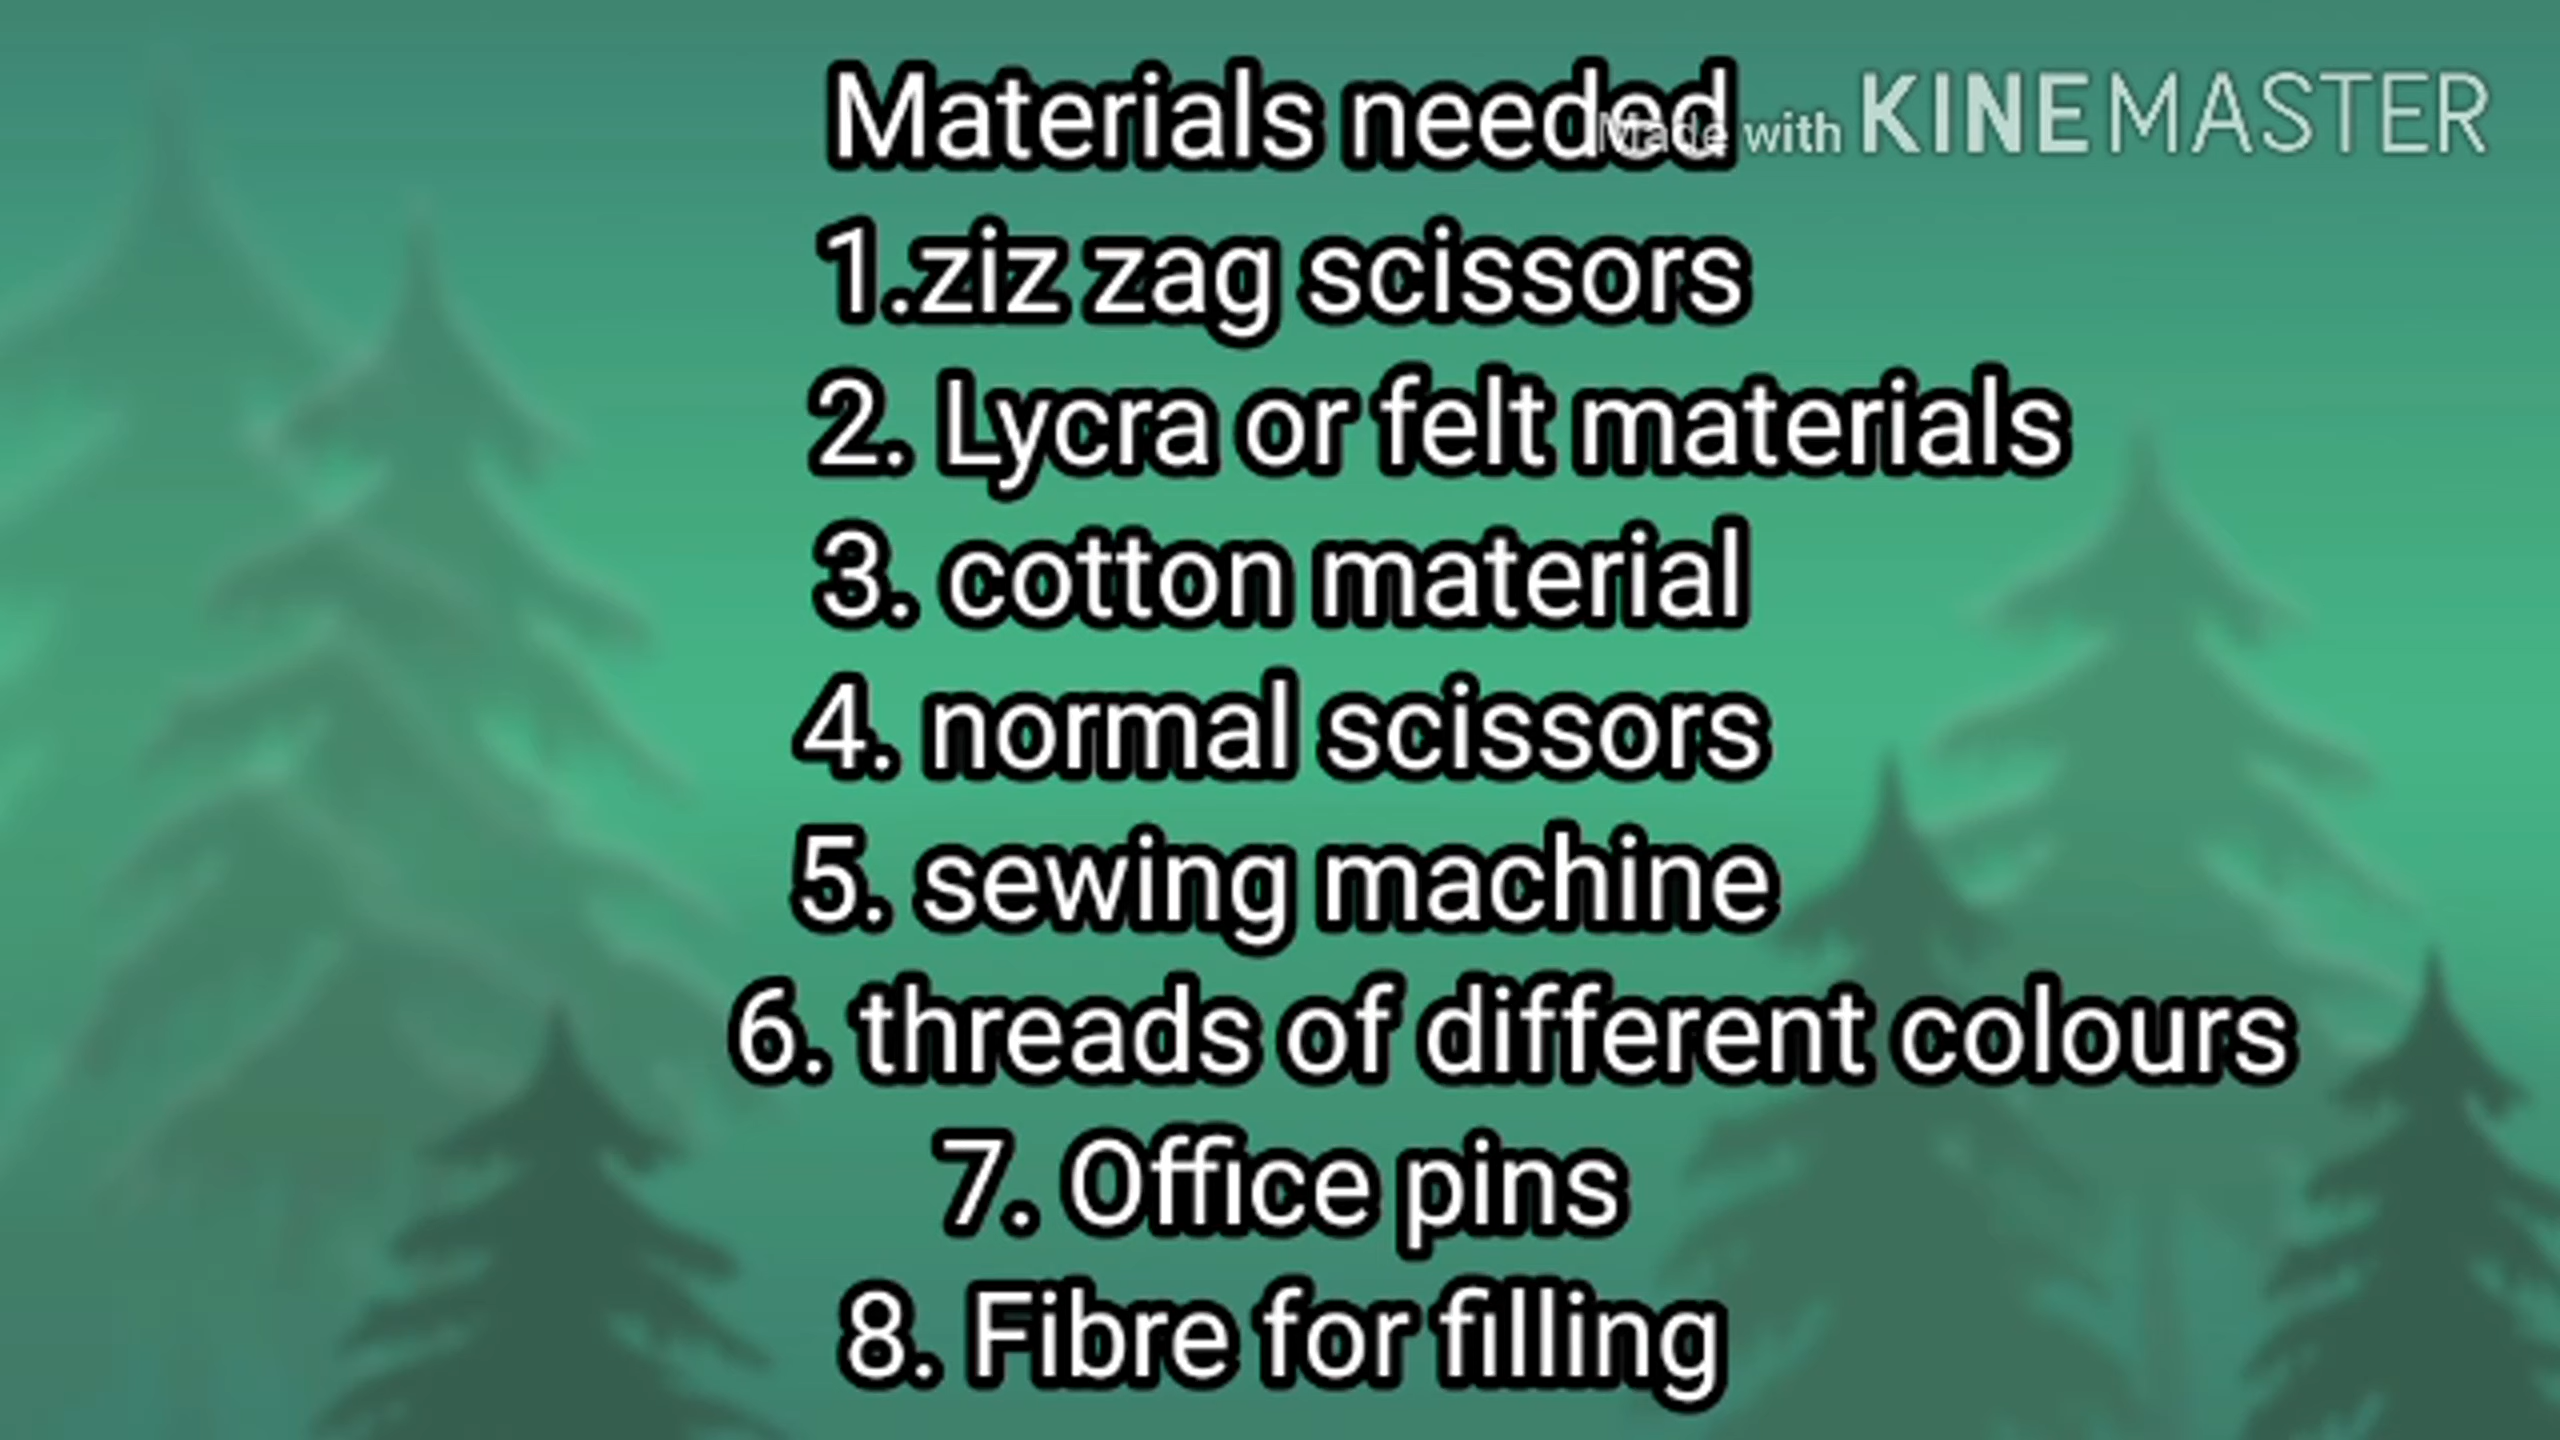 Materials needed
Made with KINEMASTER
1.ziz zag scissors
2. Lycra or felt materials
3. cotton material
4. normal scissors
5. sewing machine
6. threads of different colours
7. Office pins
8. Fibre for filling